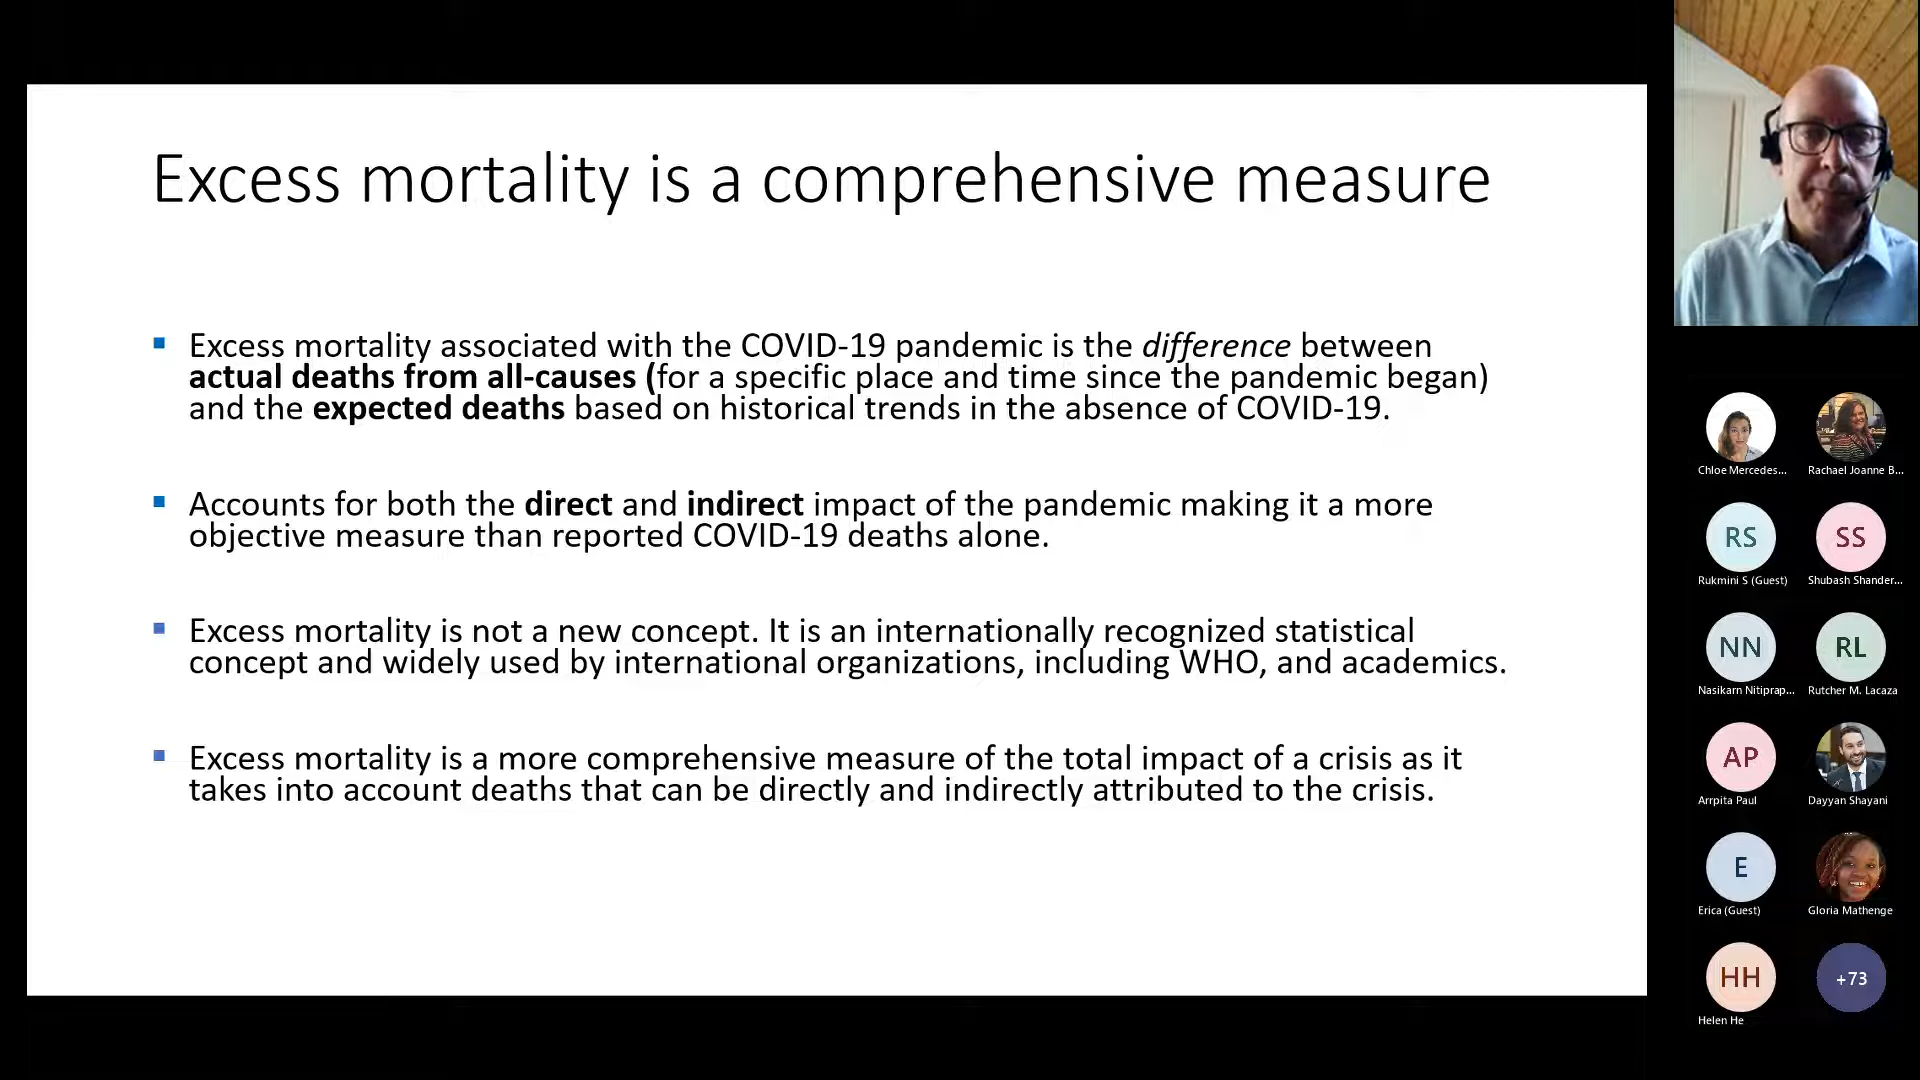 Excess mortality is a comprehensive measure
Excess mortality associated with the COVID-19 pandemic is the difference between
actual deaths from all-causes (for a specific place and time since the pandemic began)
and the expected deaths based on historical trends in the absence of COVID-19.
Accounts for both the direct and indirect impact of the pandemic making it a more
objective measure than reported COVID-19 deaths alone.
Excess mortality is not a new concept. It is an internationally recognized statistical
concept and widely used by international organizations, including WHO, and academics.
Excess mortality is a more comprehensive measure of the total impact of a crisis as it
takes into account deaths that can be directly and indirectly attributed to the crisis.
Chloe Mercedes...
Rachael Joanne B...
RS
SS
Rukmini S (Guest)
Shubash Shander...
NN
RL
Nasikarn Nitiprap...
Rutcher M. Lacaza
AP
Arrpita Paul
Dayyan Shayani
E
Erica (Guest)
Gloria Mathenge
HH
+73
Helen He